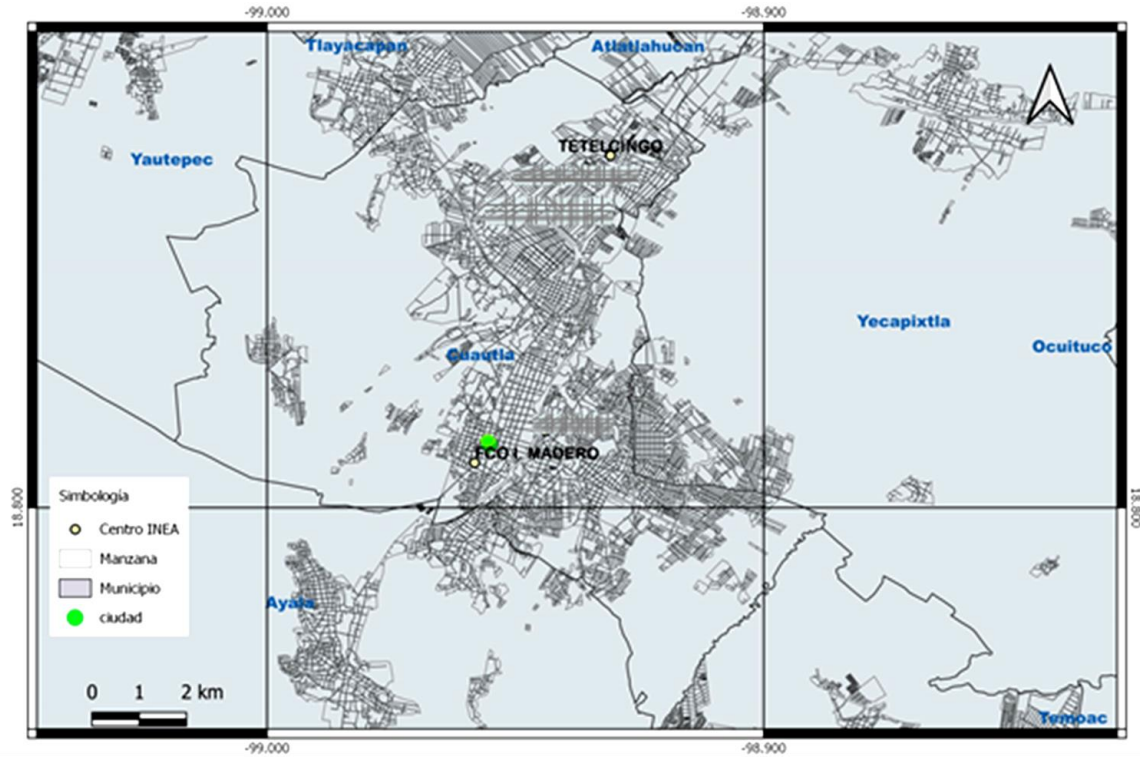 -99.000
-98.900
Tlayacapan
Atlatlahucan
TETELCINGO
Yautepec
Yecapixtla
Ocuituco
Cuautla
FCO I. MADERO
18.800
18.800
Simbología
Centro INEA
Manzana
Municipio
ciudad
Ayala
0 1 2 km
Temoac
-99.000
-98.900